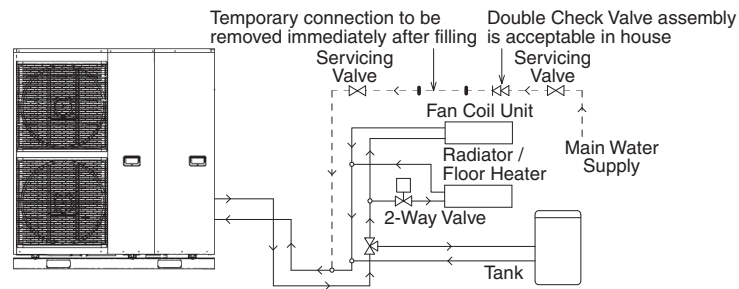 Temporary connection to be
removed immediately after filling
Double Check Valve assembly
is acceptable in house
Servicing
Valve
Servicing
Valve
Fan Coil Unit
Main Water
Supply
Radiator /
Floor Heater
2-Way Valve
Tank